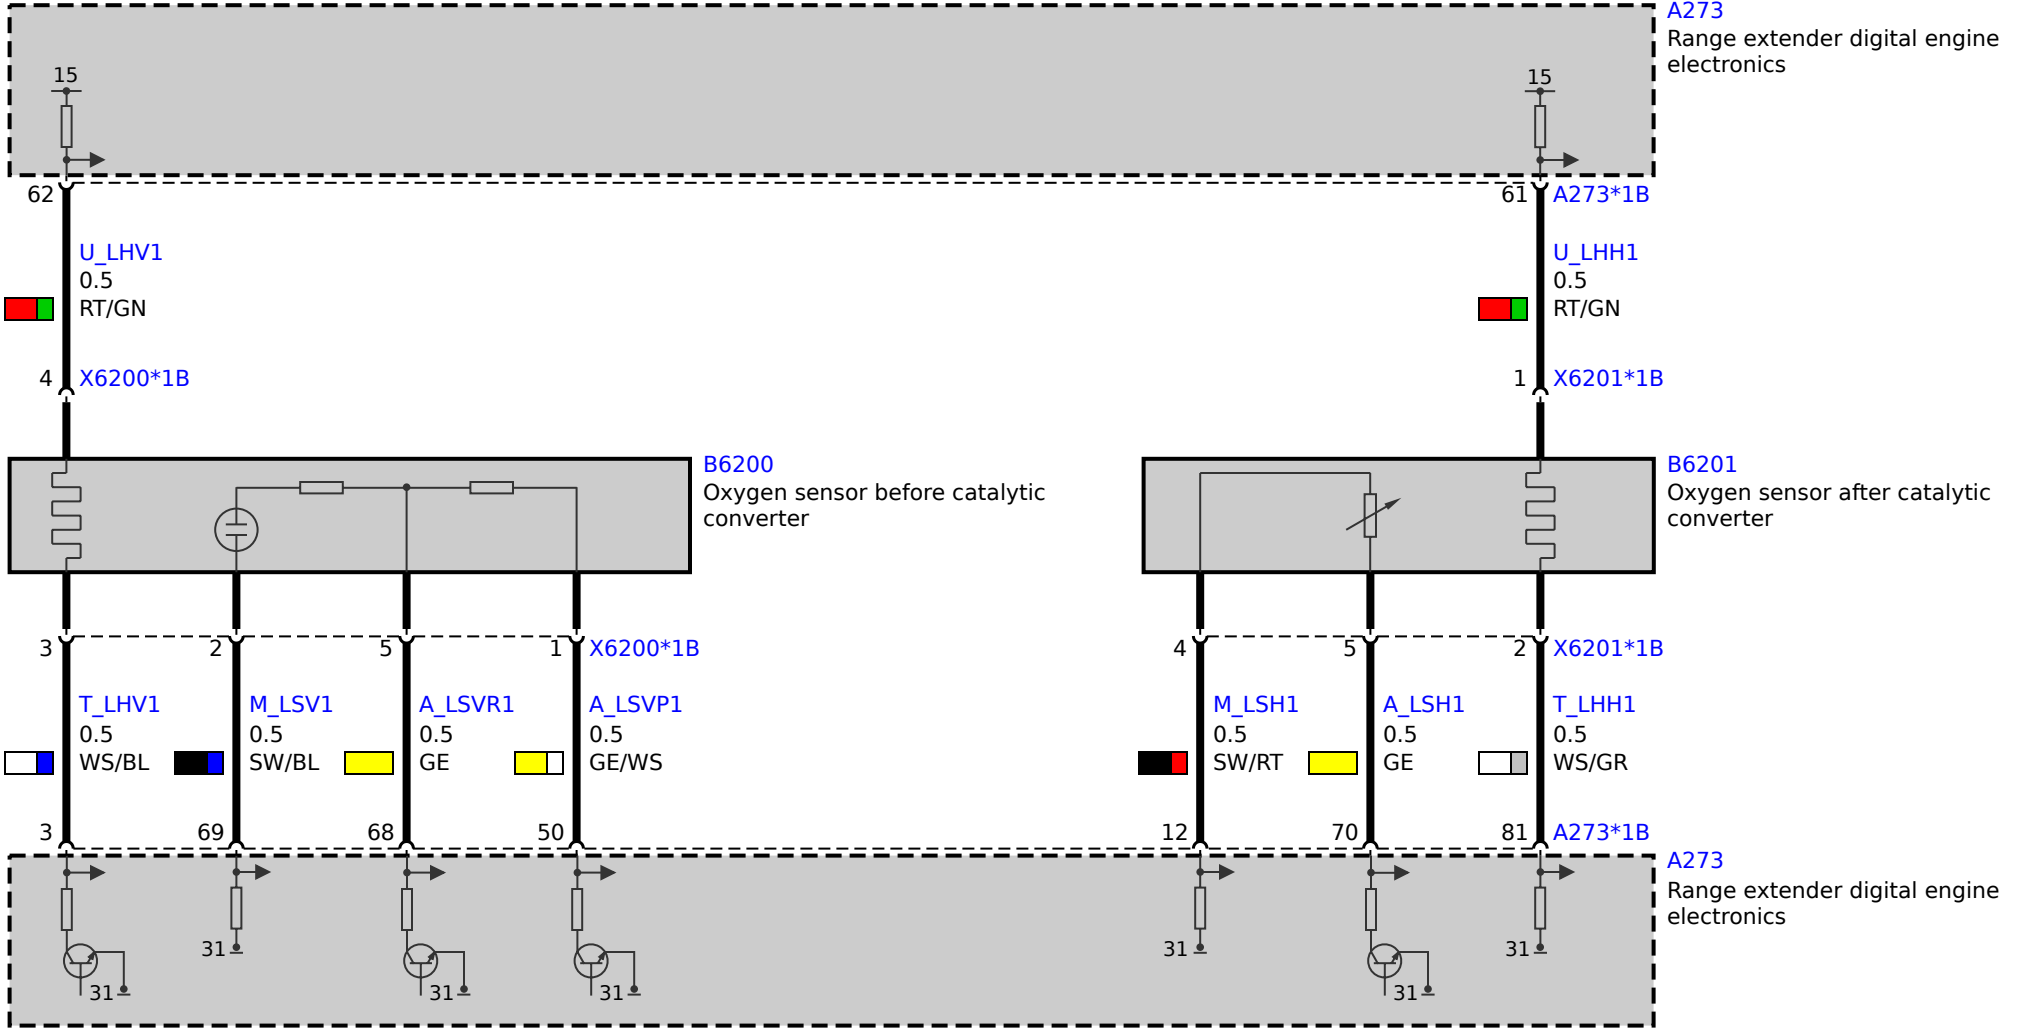 A273
Range extender digital engine
electronics
15
15
62
61 A273*1B
U_LHV1
0.5
RT/GN
U_LHH1
0.5
RT/GN
4 X6200*1B
1 X6201*1B
B6200
Oxygen sensor before catalytic
converter
B6201
Oxygen sensor after catalytic
converter
3 2 5 1 X6200*1B
4 5 2 X6201*1B
T_LHV1
0.5
WS/BL
M_LSV1
0.5
SW/BL
A_LSVR1
0.5
GE
A_LSVP1
0.5
GE/WS
M_LSH1
0.5
SW/RT
A_LSH1
0.5
GE
T_LHH1
0.5
WS/GR
3 69 68 50
12 70 81 A273*1B
A273
Range extender digital engine
electronics
31 31 31
31 31 31 31